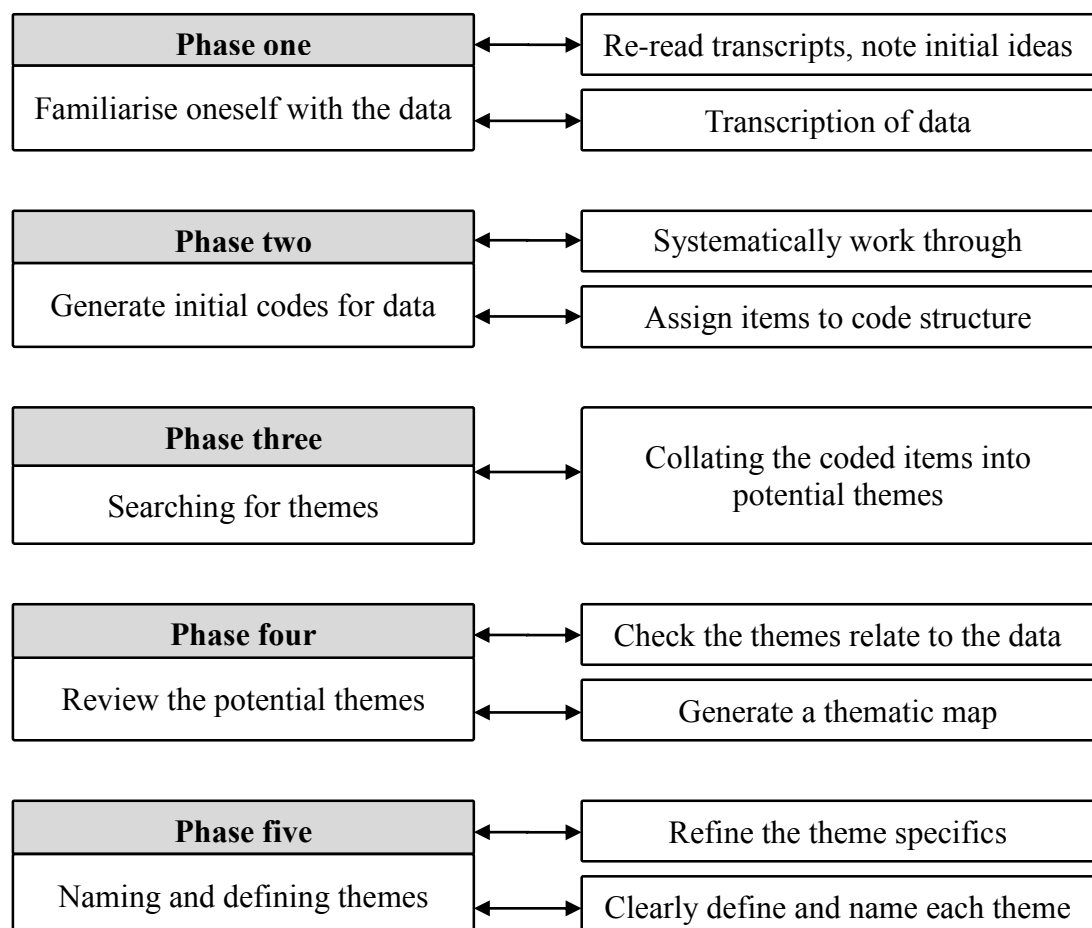 Phase one
Familiarise oneself with the data
Re-read transcripts, note initial ideas
Transcription of data
Phase two
Generate initial codes for data
Systematically work through
Assign items to code structure
Phase three
Searching for themes
Collating the coded items into
potential themes
Phase four
Review the potential themes
Check the themes relate to the data
Generate a thematic map
Phase five
Naming and defining themes
Refine the theme specifics
Clearly define and name each theme